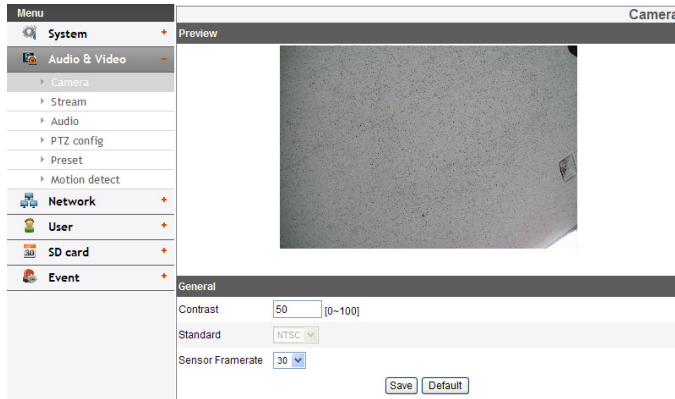 Menu
System +
Audio & Video -
Camera
Stream
Audio
PTZ config
Preset
Motion detect
Network +
User +
30 SD card +
Event +
Camera
Preview
General
Contrast 50 [0~100]
Standard NTSC
Sensor Framerate 30
Save Default